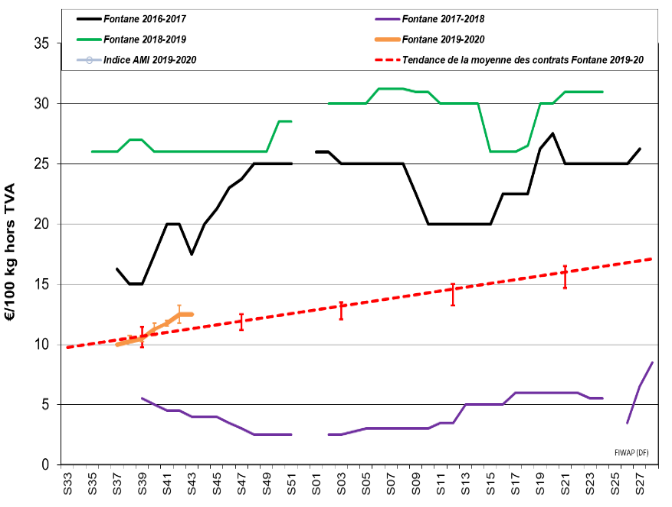 Fontane 2016-2017
Fontane 2017-2018
Fontane 2018-2019
Fontane 2019-2020
Indice AMI 2019-2020
Tendance de la moyenne des contrats Fontane 2019-20
€/100 kg hors TVA
35
30
25
20
15
10
5
0
FIWAP (DF)
S33
S35
S37
S39
S41
S43
S45
S47
S49
S51
S01
S03
S05
S07
S09
S11
S13
S15
S17
S19
S21
S23
S25
S27